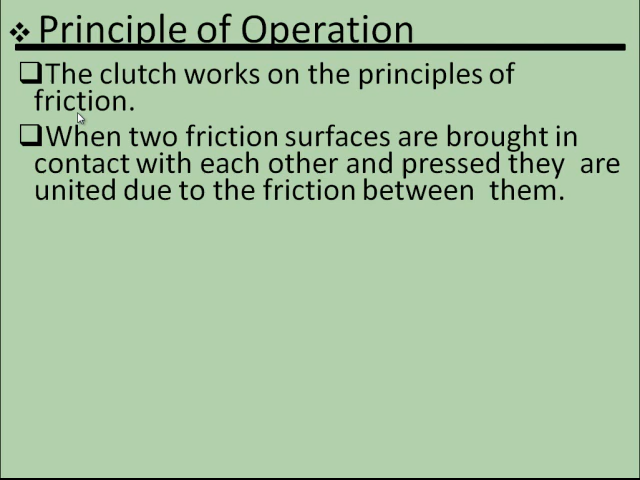 ❖ Principle of Operation
❑The clutch works on the principles of
friction.
❑When two friction surfaces are brought in
contact with each other and pressed they are
united due to the friction between them.